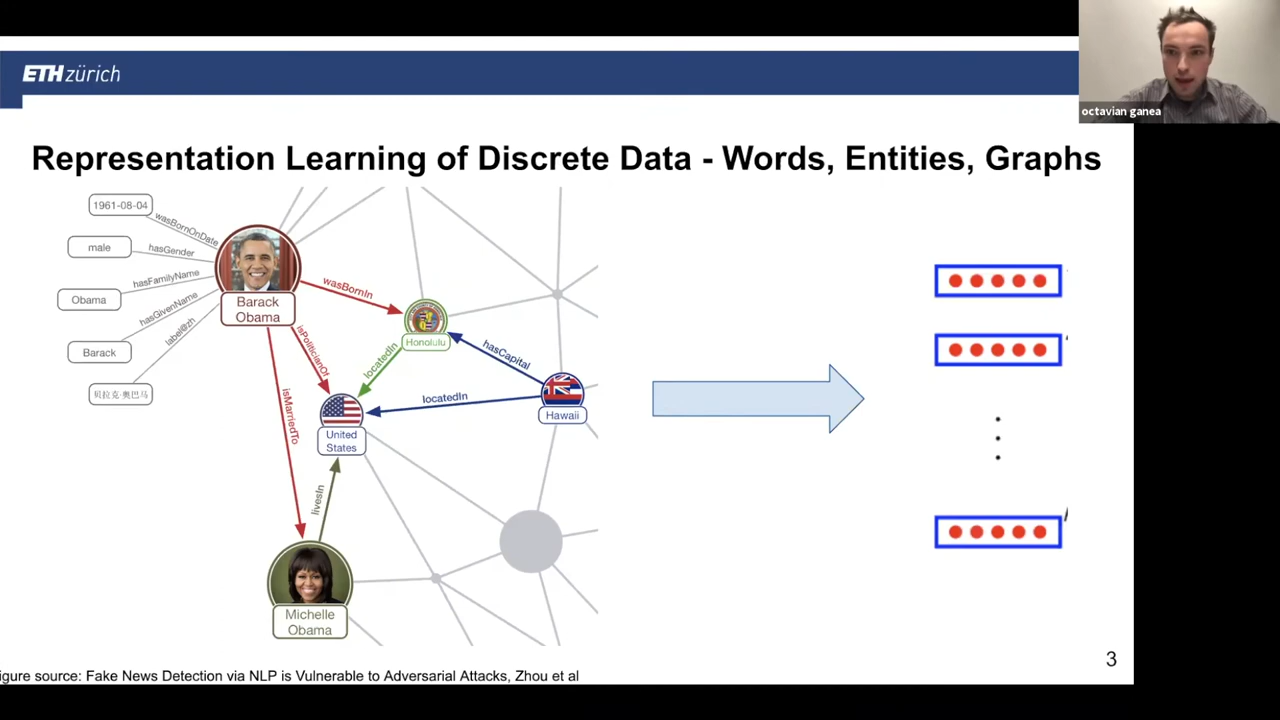 ETH zürich
octavian ganea
Representation Learning of Discrete Data - Words, Entities, Graphs
1961-08-04
wasBornOnDate
male
hasGender
hasFamilyName
Obama
hasGivenName
Barack
label@zh
贝拉克·奥巴马
Barack
Obama
wasBornIn
Honolulu
isPoliticianOf
locatedIn
hasCapital
locatedIn
Hawaii
United
States
isMarriedTo
livesIn
Michelle
Obama
3
igure source: Fake News Detection via NLP is Vulnerable to Adversarial Attacks, Zhou et al